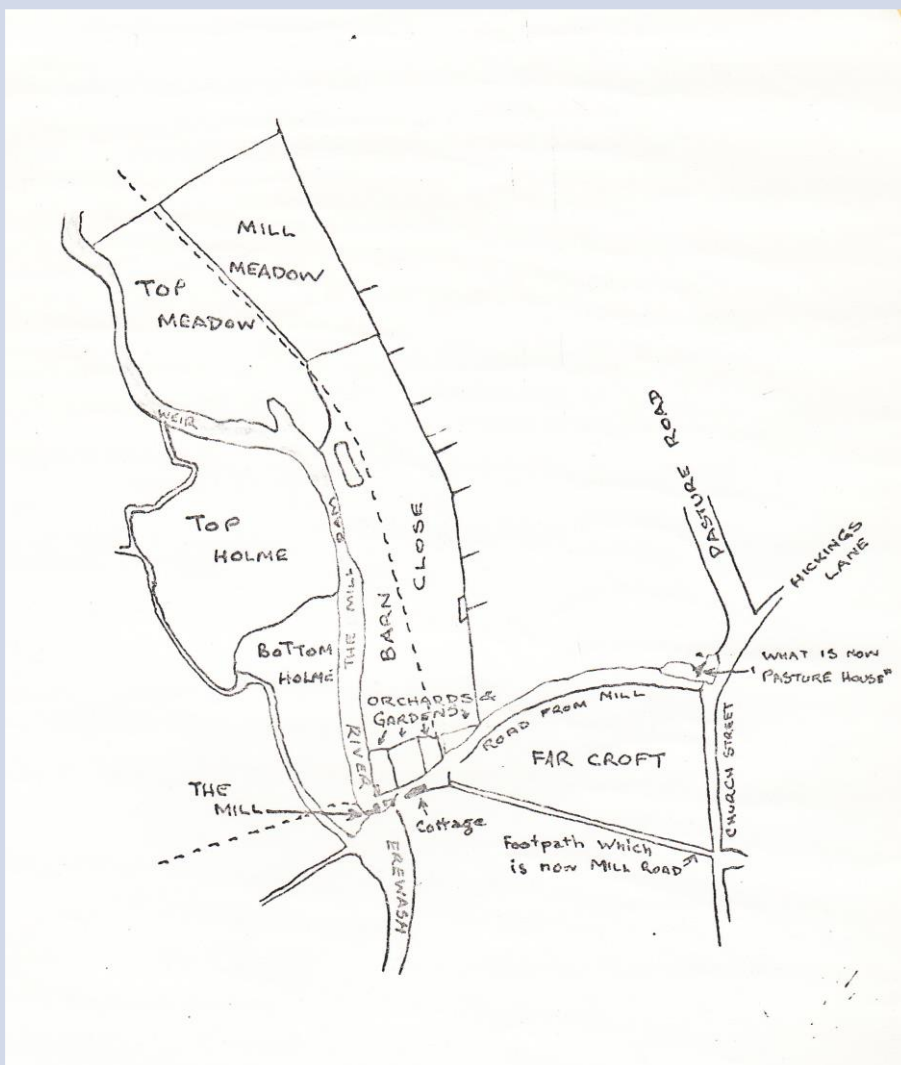 MILL
MEADOW
TOP
MEADOW
PASTURE ROAD
WEIR
HICKINGS
LANE
TOP
HOLME
BARN CLOSE
THE MILL DAM
BOTTOM
HOLME
"WHAT IS NOW
PASTURE HOUSE"
ORCHARDS &
GARDENS
ROAD FROM MILL
RIVER
FAR CROFT
CHURCH STREET
THE
MILL
Cottage
Footpath Which
is now MILL ROAD
EREWASH